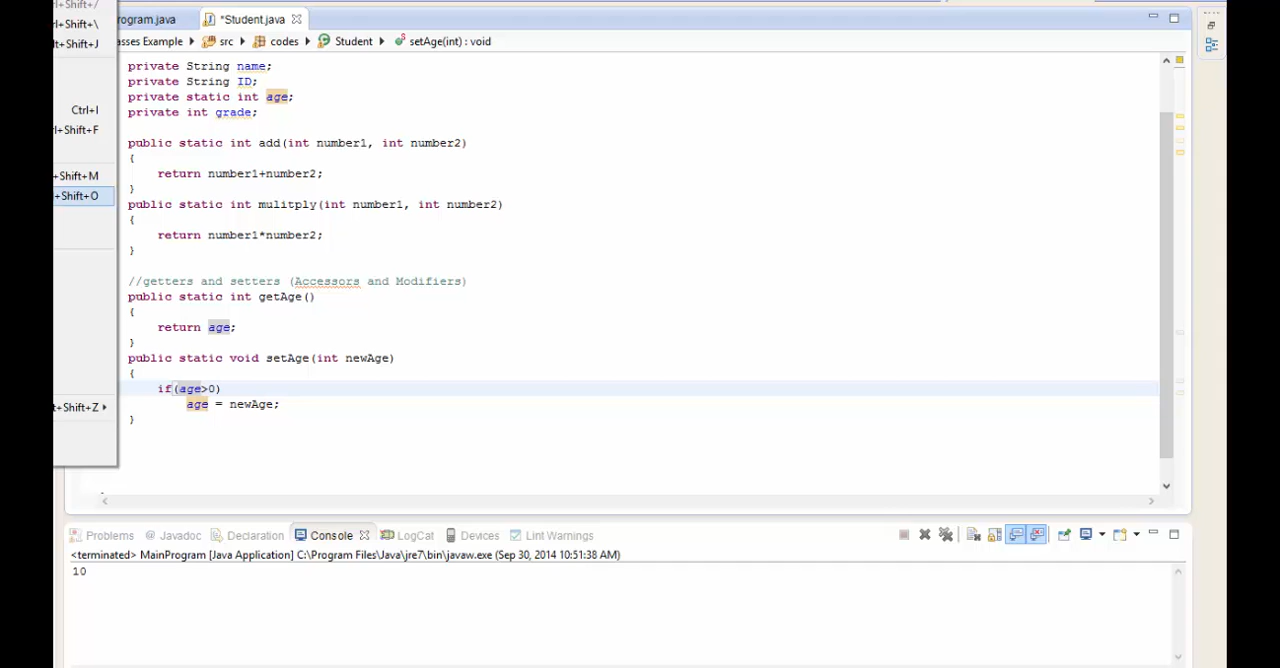 l+Shift+/
rogram.java *Student.java
+Shift+\
t+Shift+J asses Example src codes Student setAge(int) : void
private String name;
private String ID;
private static int age;
Ctrl+I private int grade;
l+Shift+F
public static int add(int number1, int number2)
{
+Shift+M return number1+number2;
}
+Shift+O
public static int mulitply(int number1, int number2)
{
return number1*number2;
}
//getters and setters (Accessors and Modifiers)
public static int getAge()
{
return age;
}
public static void setAge(int newAge)
{
if(age>0)
t+Shift+Z age = newAge;
}
Problems @ Javadoc Declaration Console LogCat Devices Lint Warnings
<terminated> MainProgram [Java Application] C:\Program Files\Java\jre7\bin\javaw.exe (Sep 30, 2014 10:51:38 AM)
10